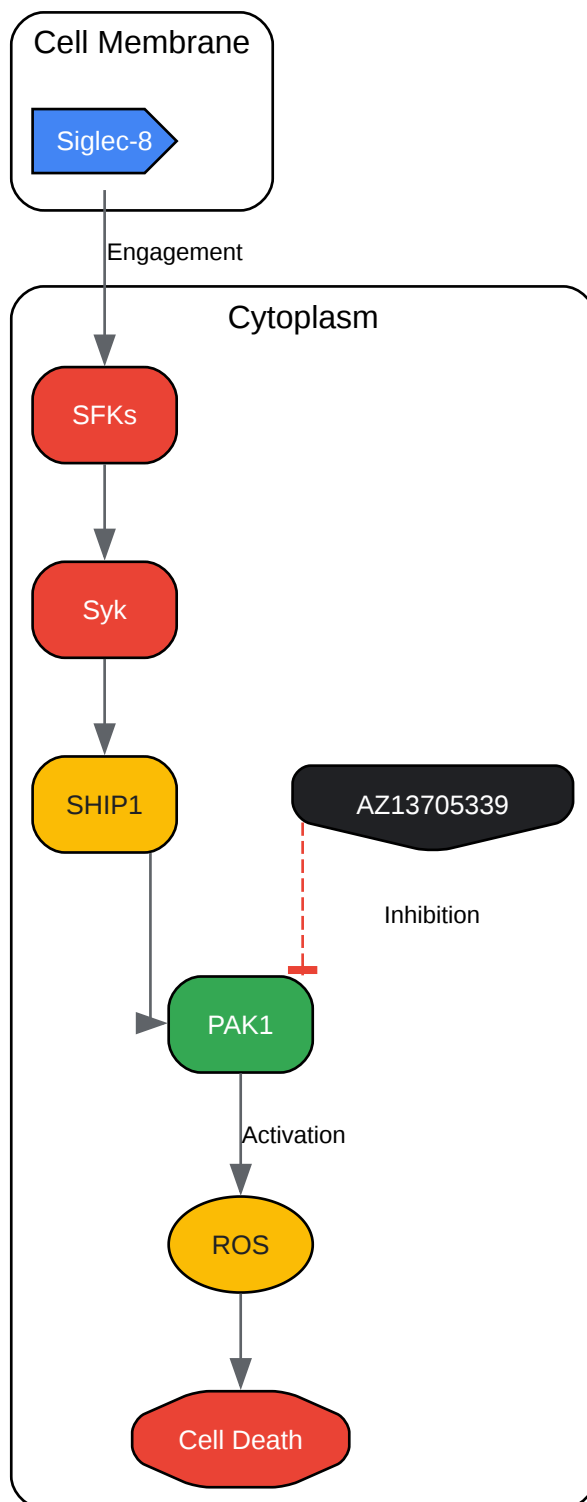 Cell Membrane
Siglec-8
Engagement
Cytoplasm
SFKs
Syk
SHIP1
AZ13705339
Inhibition
PAK1
Activation
ROS
Cell Death